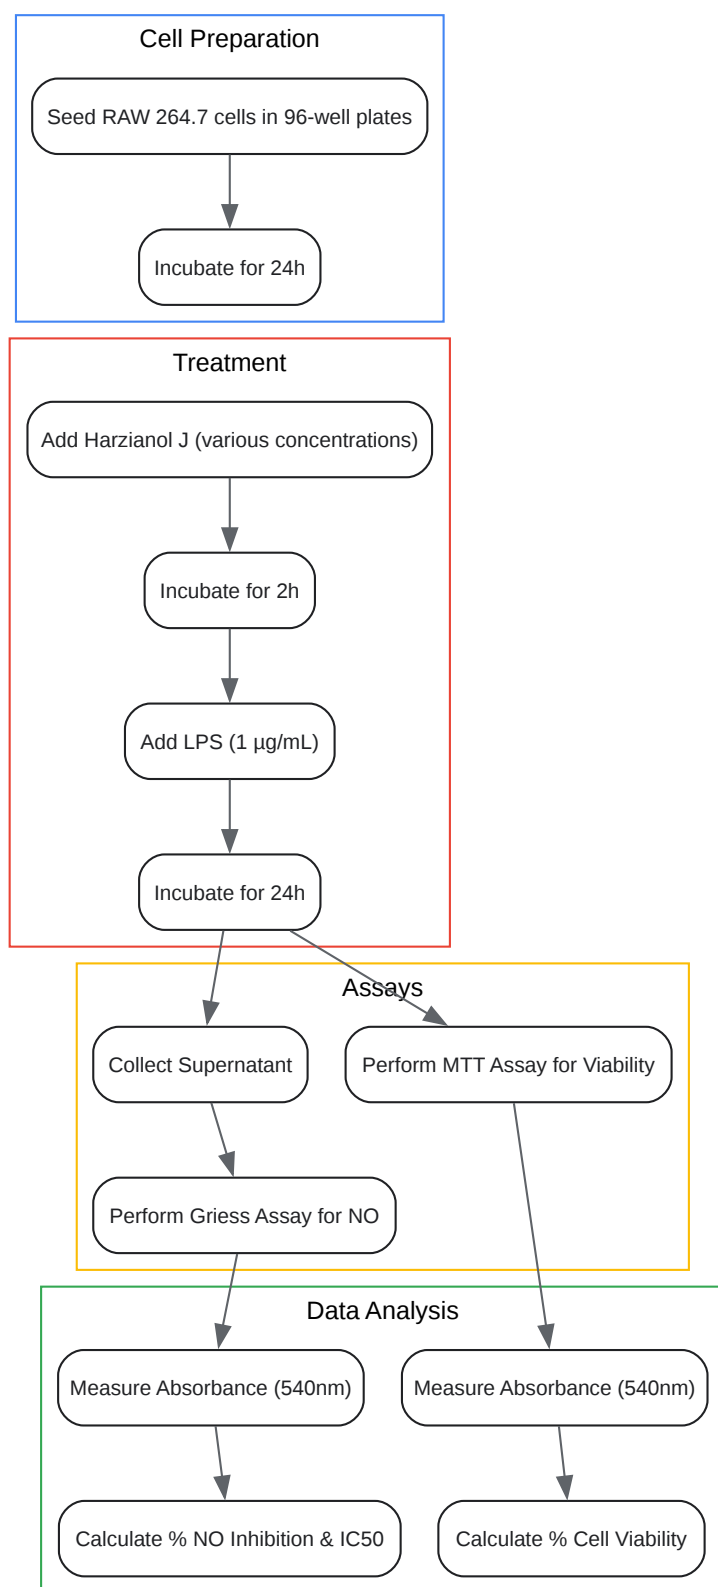 Cell Preparation
Seed RAW 264.7 cells in 96-well plates
Incubate for 24h
Treatment
Add Harzianol J (various concentrations)
Incubate for 2h
Add LPS (1 µg/mL)
Incubate for 24h
Assays
Collect Supernatant
Perform MTT Assay for Viability
Perform Griess Assay for NO
Data Analysis
Measure Absorbance (540nm)
Measure Absorbance (540nm)
Calculate % NO Inhibition & IC50
Calculate % Cell Viability